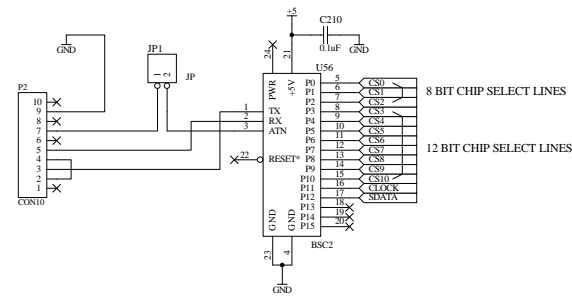 +5
C210
0.1uF
GND
GND
JP1
JP
1
2
24
21
U56
P2
10
9
8
7
6
5
4
3
2
1
CON10
PWR
+5V
1 TX
2 RX
3 ATN
22 RESET*
GND
GND
23
4
GND
BSC2
P0 5 CS0
P1 6 CS1
P2 7 CS2
P3 8 CS3
P4 9 CS4
P5 10 CS5
P6 11 CS6
P7 12 CS7
P8 13 CS8
P9 14 CS9
P10 15 CS10
P11 16 CLOCK
P12 17 SDATA
P13 18
P14 19
P15 20
8 BIT CHIP SELECT LINES
12 BIT CHIP SELECT LINES